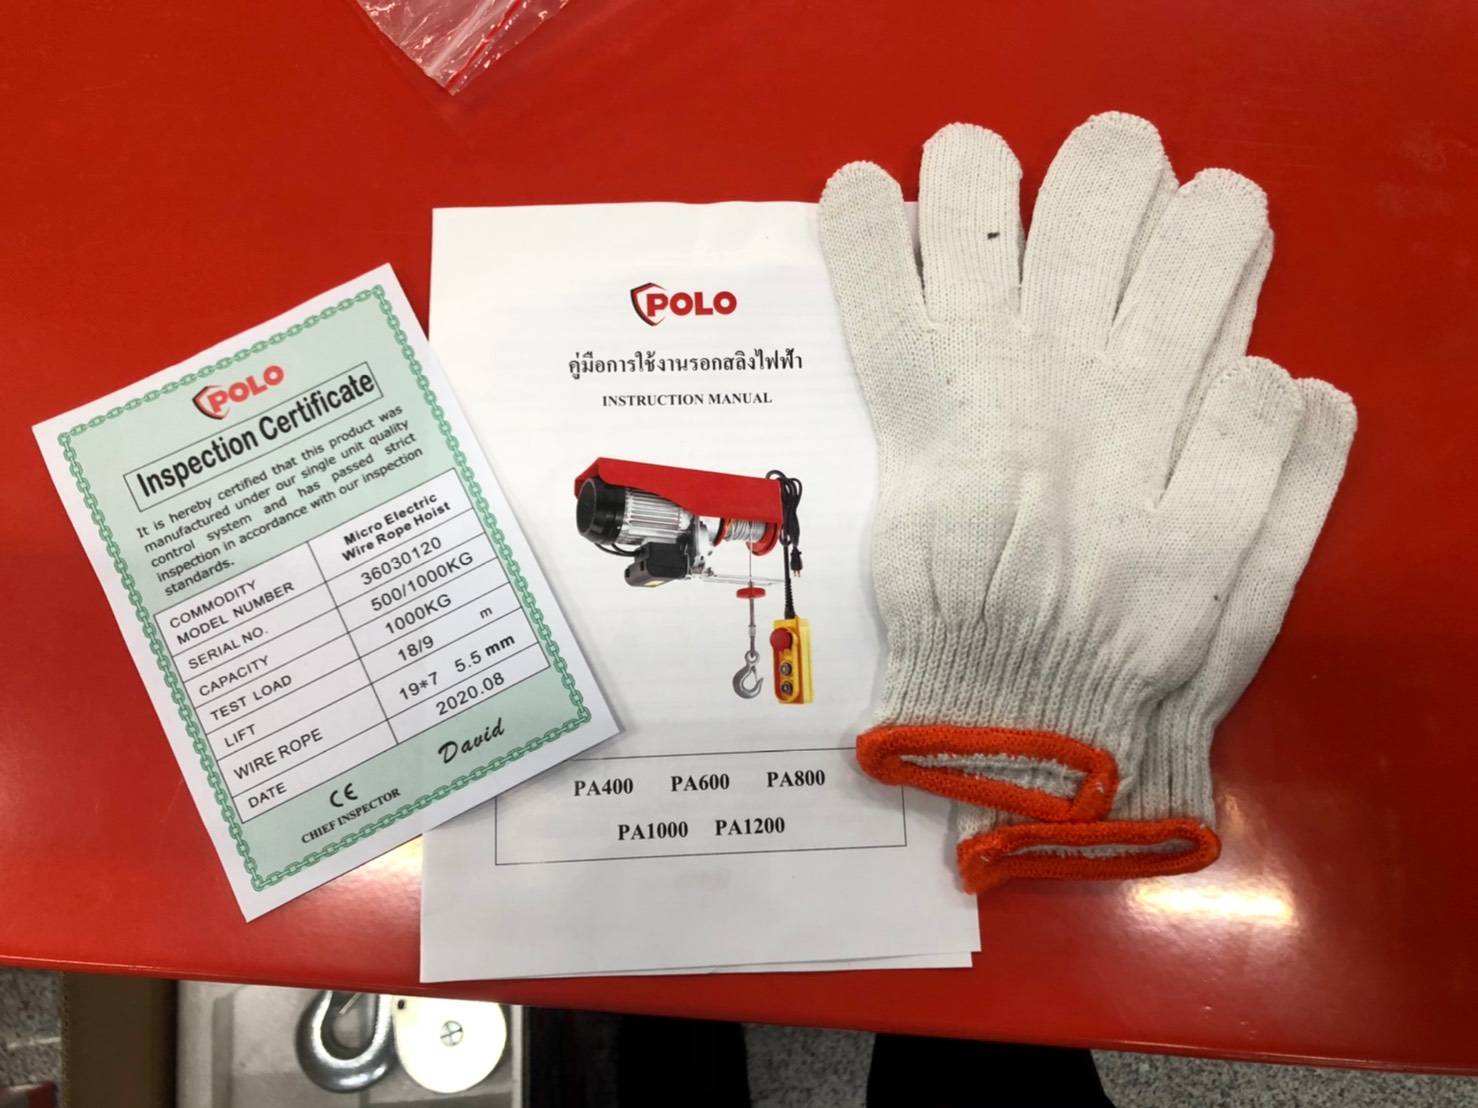 POLO
Inspection Certificate
It is hereby certified that this product was
manufactured under our single unit quality
control system and has passed strict
inspection in accordance with our inspection
standards.
COMMODITY Micro Electric
Wire Rope Hoist
MODEL NUMBER
SERIAL NO. 36030120
CAPACITY 500/1000KG
TEST LOAD 1000KG
LIFT 18/9 m
WIRE ROPE 19*7 5.5 mm
DATE 2020.08
CE
David
CHIEF INSPECTOR
POLO
คู่มือการใช้งานรอกสลิงไฟฟ้า
INSTRUCTION MANUAL
PA400 PA600 PA800
PA1000 PA1200